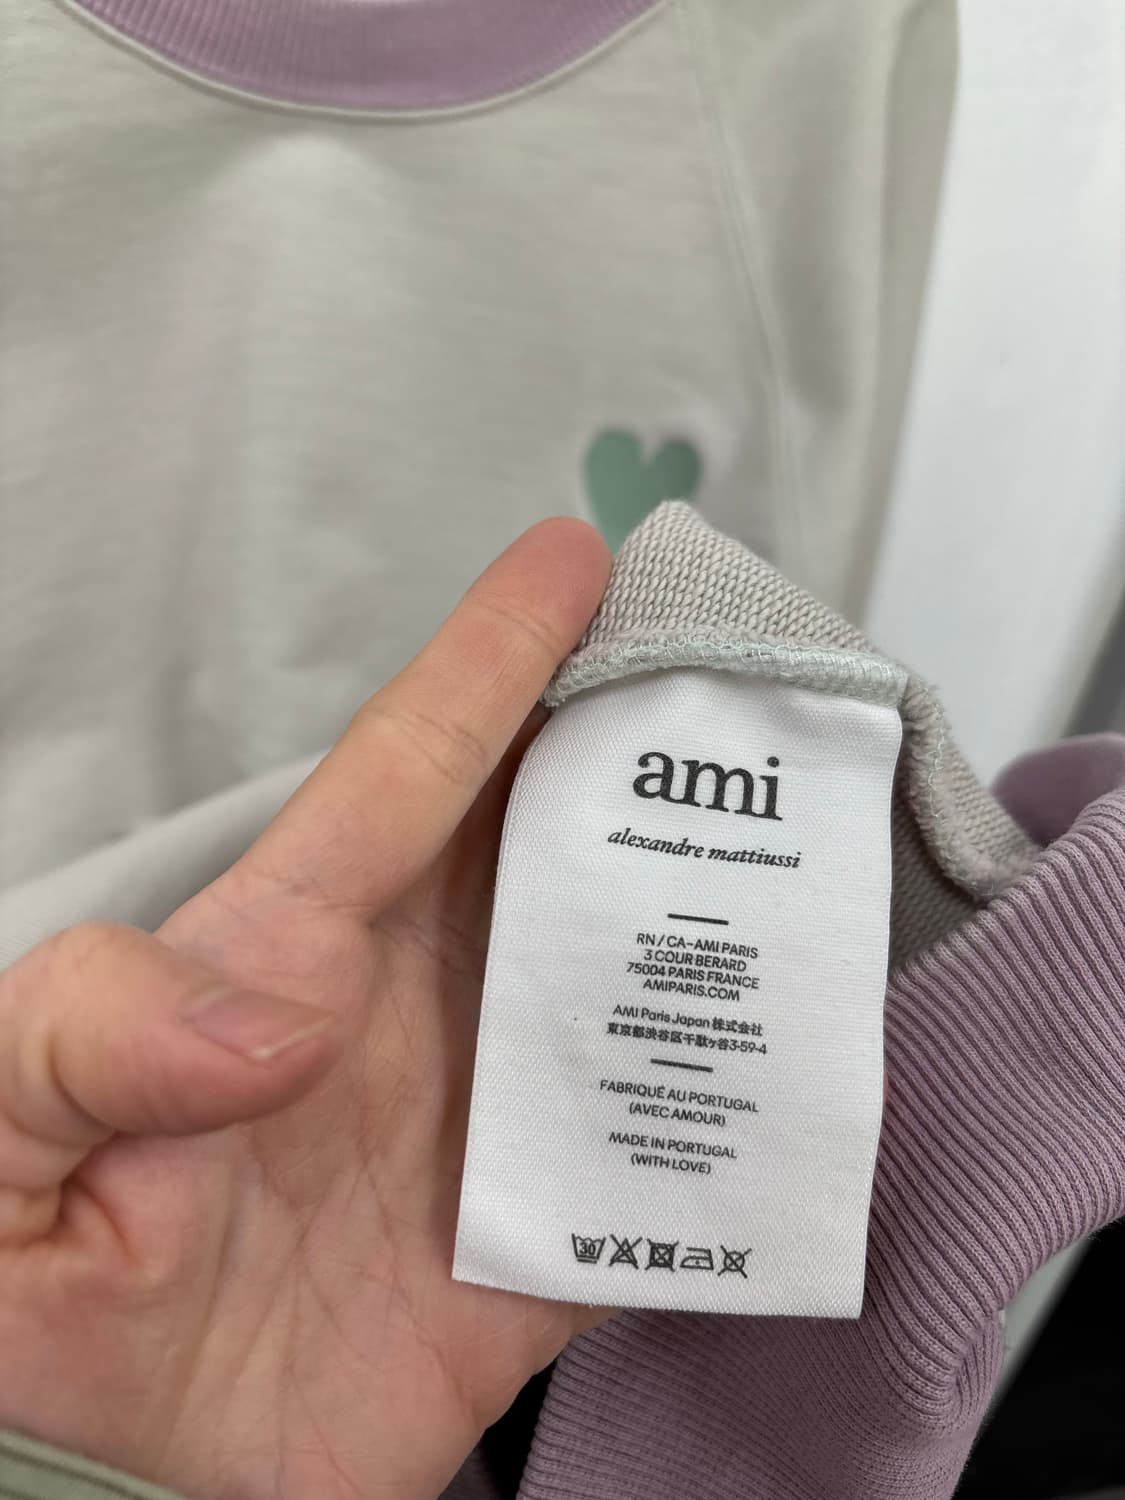 ami
alexandre mattiussi
RN / CA-AMI PARIS
3 COUR BERARD
75004 PARIS FRANCE
AMIPARIS.COM
AMI Paris Japan 株式会社
東京都渋谷区千駄ヶ谷3-59-4
FABRIQUÉ AU PORTUGAL
(AVEC AMOUR)
MADE IN PORTUGAL
(WITH LOVE)
30